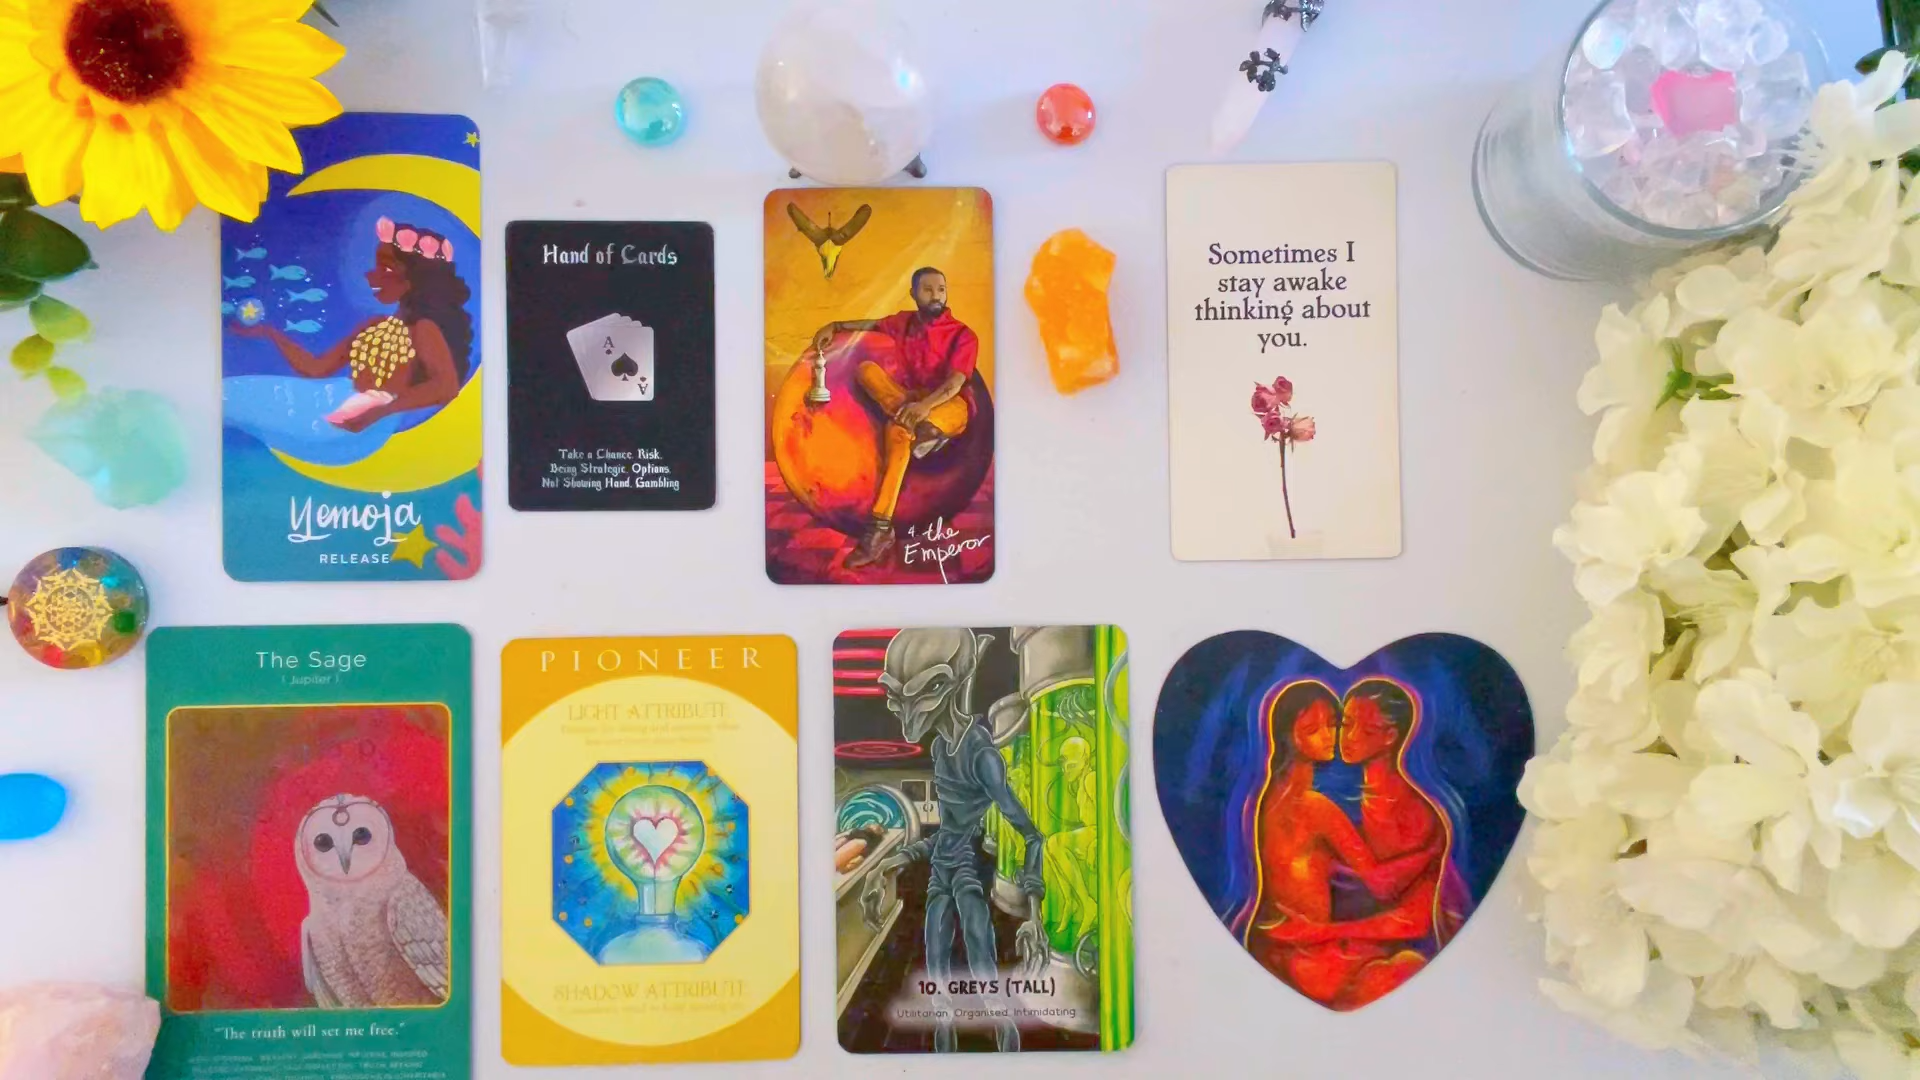 Yemoja
RELEASE
Hand of Cards
A
A
Take a Chance. Risk.
Being Strategic. Options.
Not Showing Hand. Gambling
4. the
Emperor
Sometimes I
stay awake
thinking about
you.
The Sage
( Jupiter )
"The truth will set me free."
PIONEER
LIGHT ATTRIBUTE
SHADOW ATTRIBUTE
10. GREYS (TALL)
Utilitarian. Organised. Intimidating.